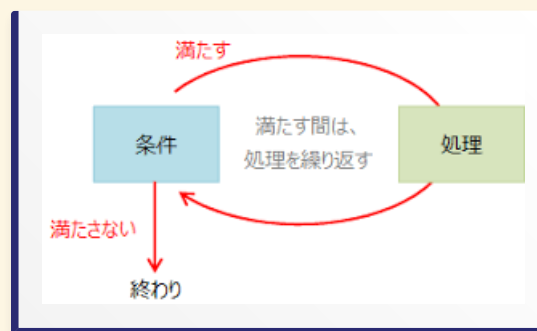 満たす
条件
満たす間は、
処理を繰り返す
処理
満たさない
終わり